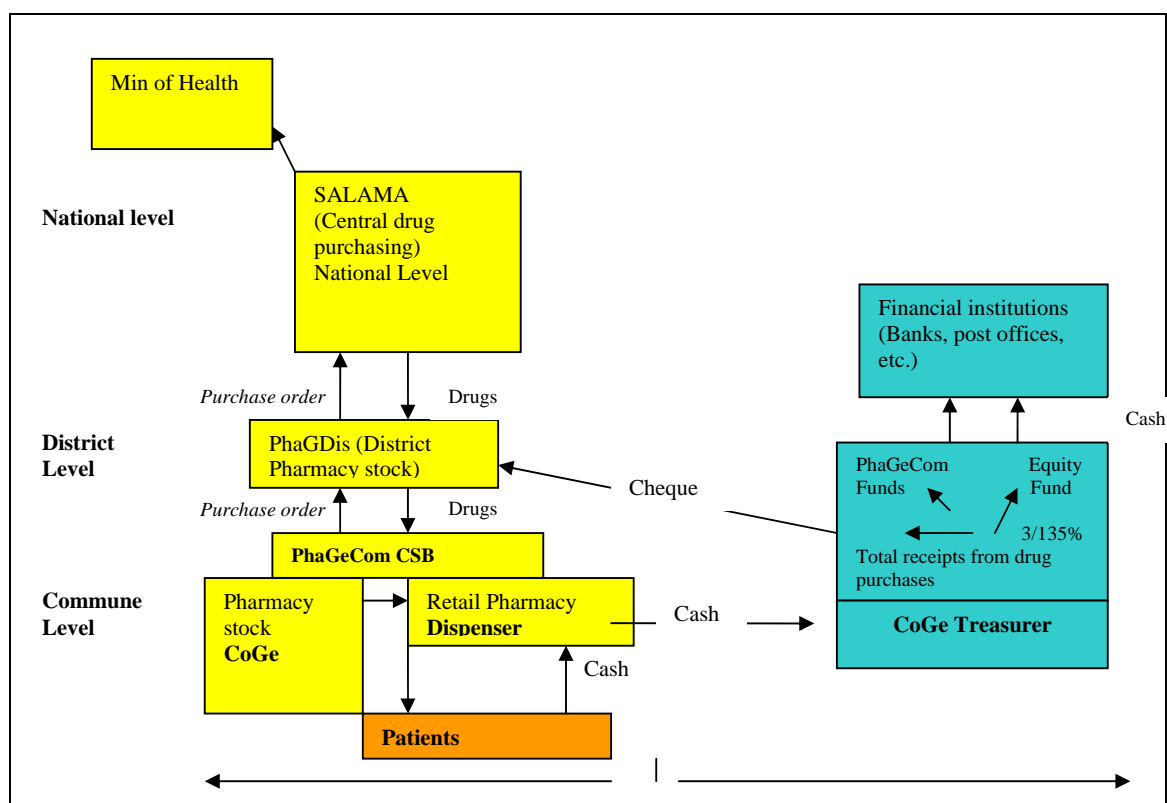 Min of Health
National level
SALAMA
(Central drug
purchasing)
National Level
Financial institutions
(Banks, post offices,
etc.)
Purchase order
Drugs
Cash
District
Level
PhaGDis (District
Pharmacy stock)
Cheque
PhaGeCom
Funds
Equity
Fund
3/135%
Total receipts from drug
purchases
Purchase order
Drugs
PhaGeCom CSB
Commune
Level
Pharmacy
stock
CoGe
Retail Pharmacy
Dispenser
Cash
CoGe Treasurer
Cash
Patients